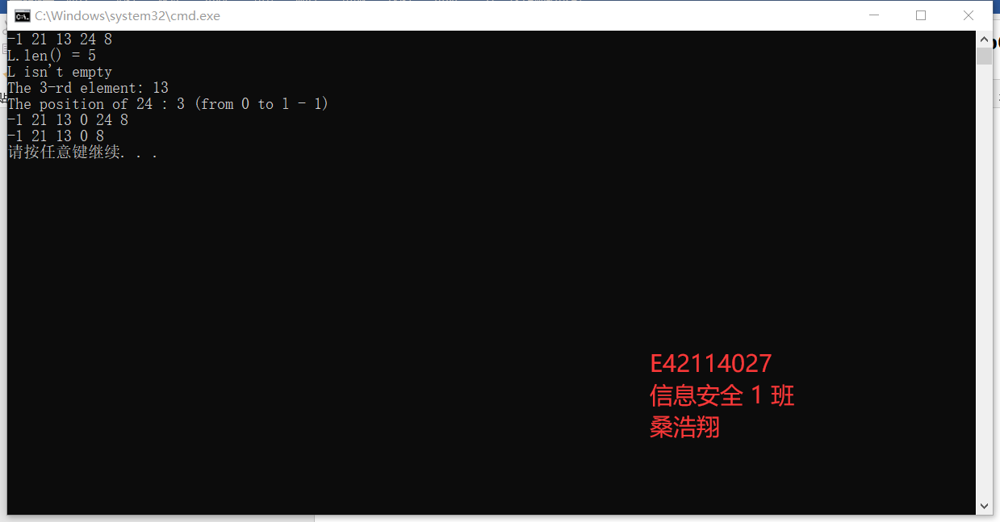 C:\Windows\system32\cmd.exe
-1 21 13 24 8
L.len() = 5
L isn't empty
The 3-rd element: 13
The position of 24 : 3 (from 0 to l - 1)
-1 21 13 0 24 8
-1 21 13 0 8
请按任意键继续. . .
E42114027
信息安全 1 班
桑浩翔